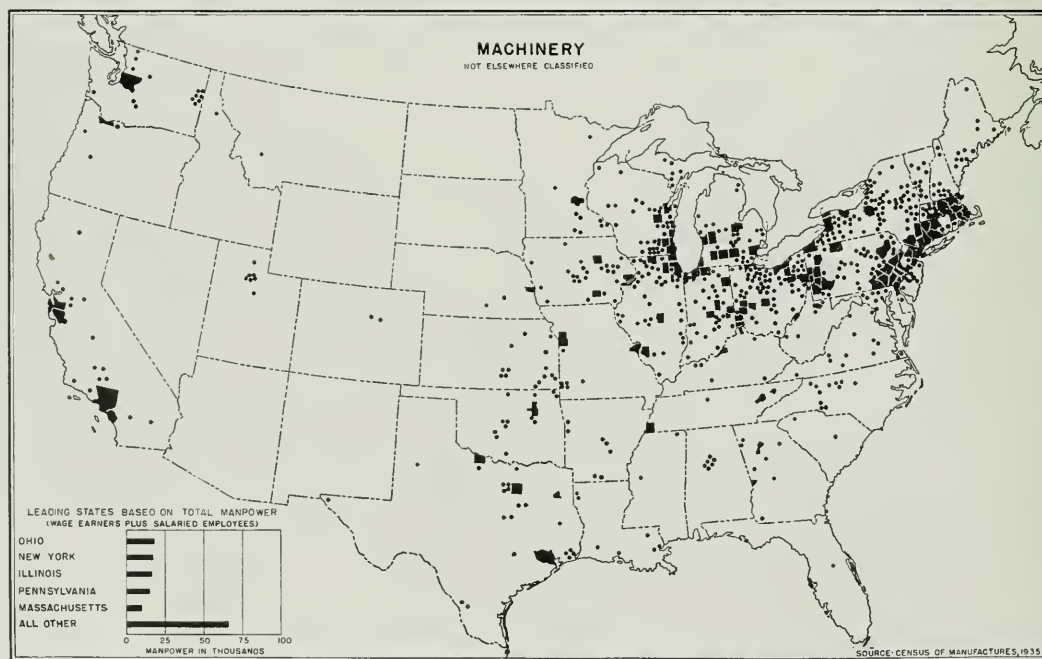 MACHINERY
NOT ELSEWHERE CLASSIFIED
LEADING STATES BASED ON TOTAL MANPOWER
(WAGE EARNERS PLUS SALARIED EMPLOYEES)
OHIO
NEW YORK
ILLINOIS
PENNSYLVANIA
MASSACHUSETTS
ALL OTHER
0 25 50 75 100
MANPOWER IN THOUSANDS
SOURCE: CENSUS OF MANUFACTURES, 1935